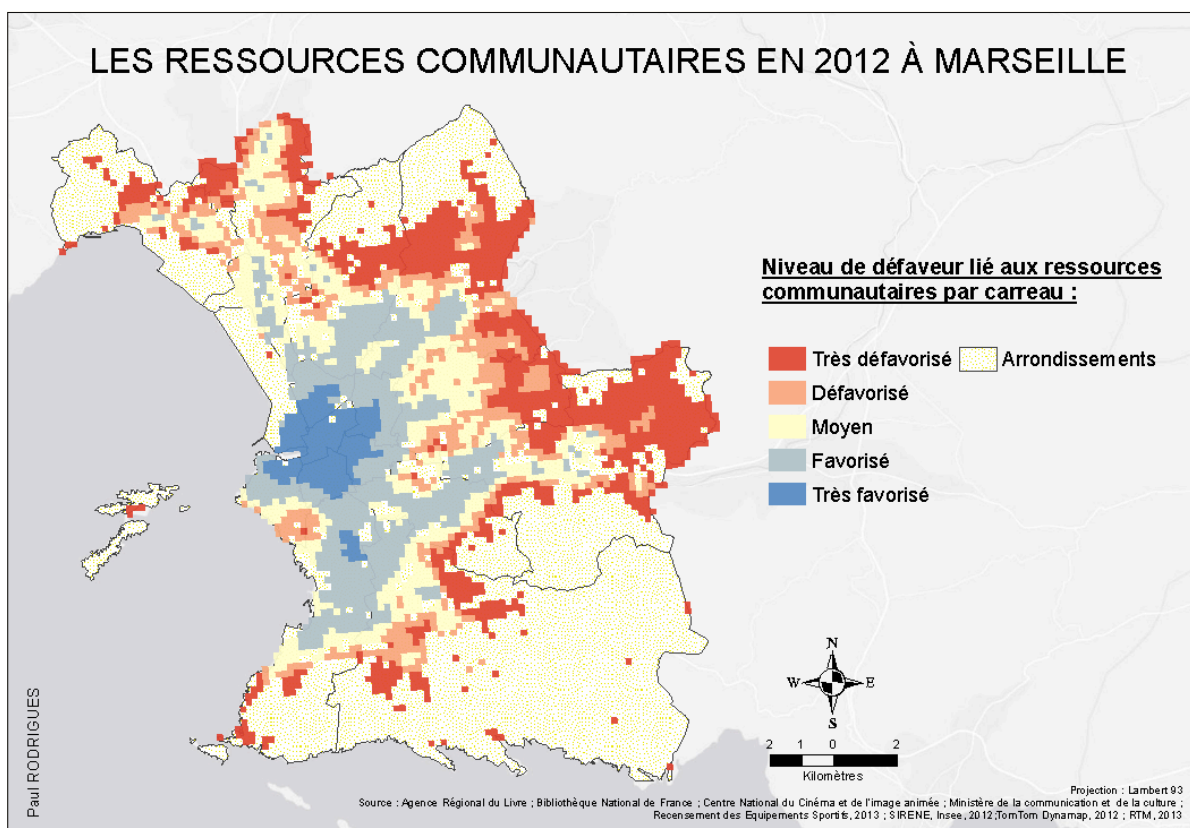 LES RESSOURCES COMMUNAUTAIRES EN 2012 À MARSEILLE
Niveau de défaveur lié aux ressources
communautaires par carreau :
Très défavorisé
Arrondissements
Défavorisé
Moyen
Favorisé
Très favorisé
N
W E
S
2 1 0 2
Kilomètres
Paul RODRIGUES
Projection : Lambert 93
Source : Agence Régional du Livre ; Bibliothèque National de France ; Centre National du Cinéma et de l'image animée ; Ministère de la communication et de la culture ;
Recensement des Equipements Sportifs, 2013 ; SIRENE, Insee, 2012 ;TomTom Dynamap, 2012 ; RTM, 2013